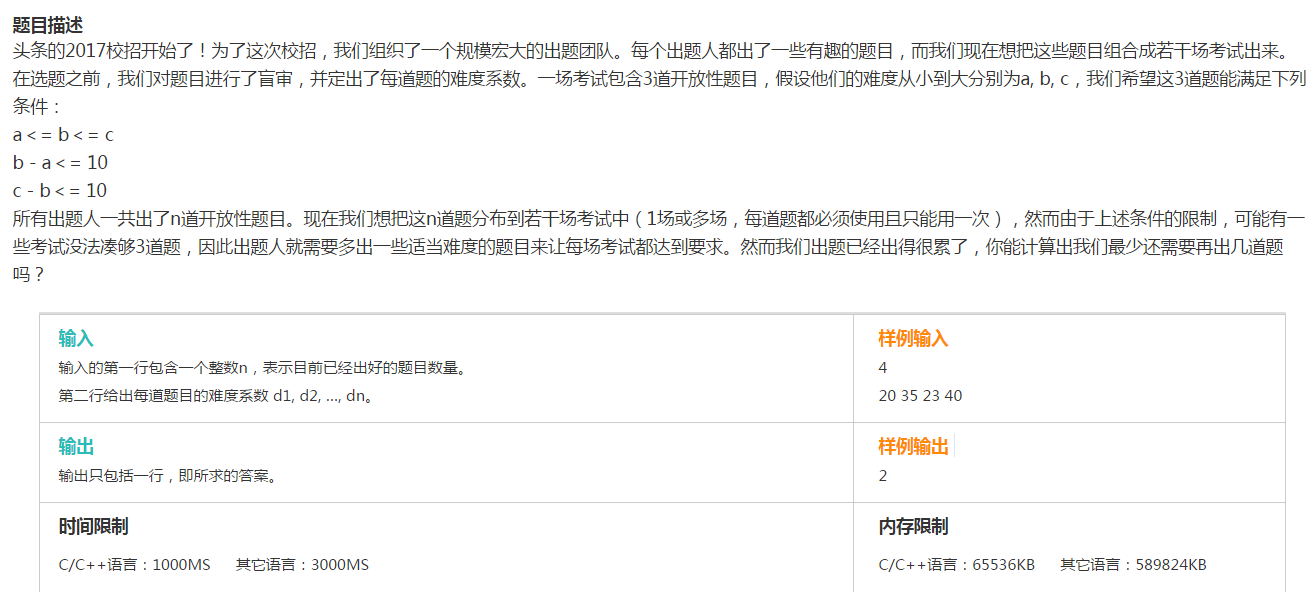 题目描述
头条的2017校招开始了！为了这次校招，我们组织了一个规模宏大的出题团队。每个出题人都出了一些有趣的题目，而我们现在想把这些题目组合成若干场考试出来。
在选题之前，我们对题目进行了盲审，并定出了每道题的难度系数。一场考试包含3道开放性题目，假设他们的难度从小到大分别为a, b, c，我们希望这3道题能满足下列
条件：
a < = b < = c
b - a < = 10
c - b < = 10
所有出题人一共出了n道开放性题目。现在我们想把这n道题分布到若干场考试中（1场或多场，每道题都必须使用且只能用一次），然而由于上述条件的限制，可能有一
些考试没法凑够3道题，因此出题人就需要多出一些适当难度的题目来让每场考试都达到要求。然而我们出题已经出得很累了，你能计算出我们最少还需要再出几道题
吗？
输入
输入的第一行包含一个整数n，表示目前已经出好的题目数量。
第二行给出每道题目的难度系数 d1, d2, ..., dn。
样例输入
4
20 35 23 40
输出
输出只包括一行，即所求的答案。
样例输出
2
时间限制
C/C++语言：1000MS 其它语言：3000MS
内存限制
C/C++语言：65536KB 其它语言：589824KB